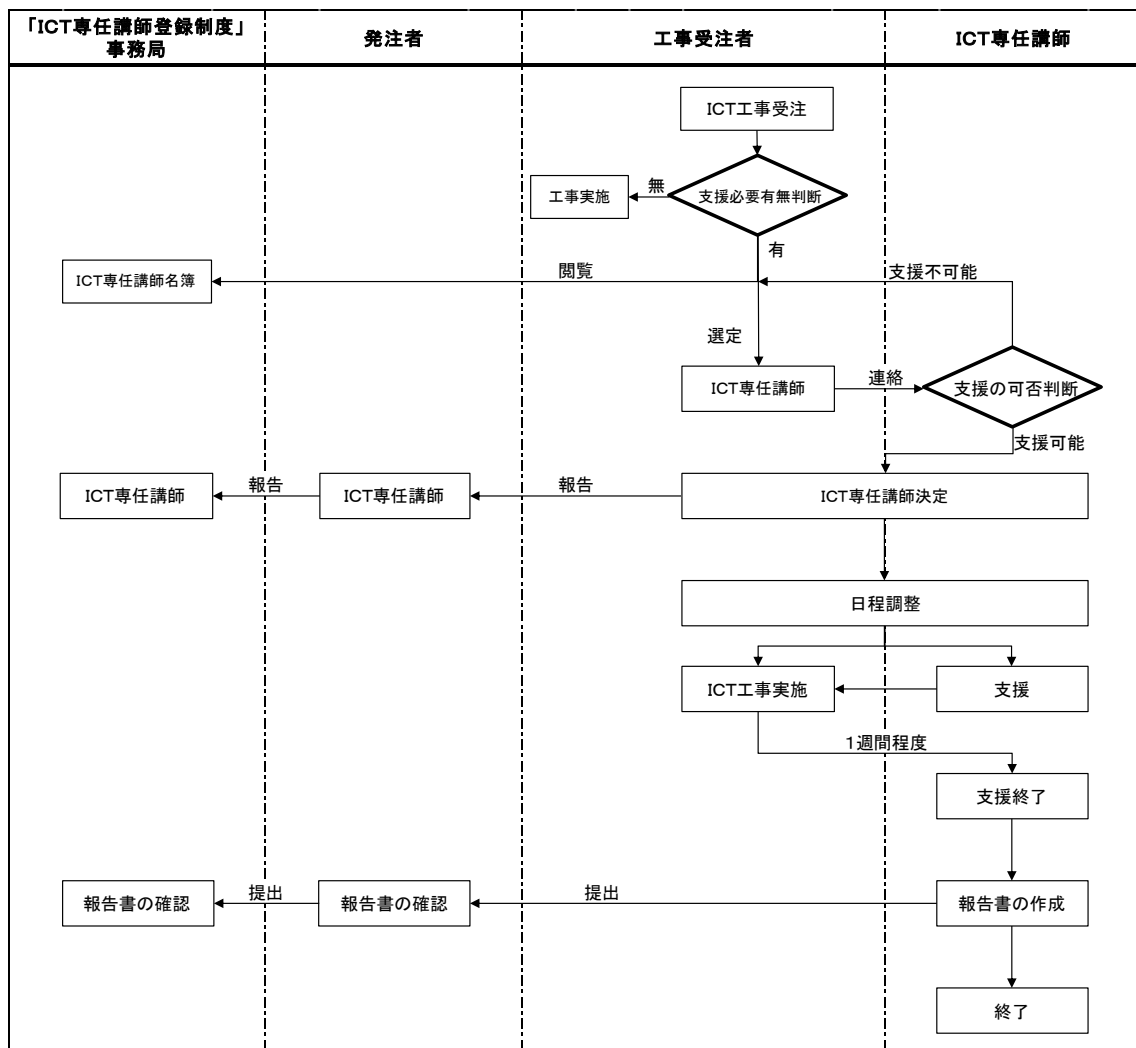 「ICT専任講師登録制度」
事務局
発注者
工事受注者
ICT専任講師
ICT工事受注
支援必要有無判断
無
工事実施
有
閲覧
支援不可能
ICT専任講師名簿
選定
ICT専任講師
連絡
支援の可否判断
支援可能
ICT専任講師
報告
ICT専任講師
報告
ICT専任講師決定
日程調整
ICT工事実施
支援
1週間程度
支援終了
報告書の確認
提出
報告書の確認
提出
報告書の作成
終了